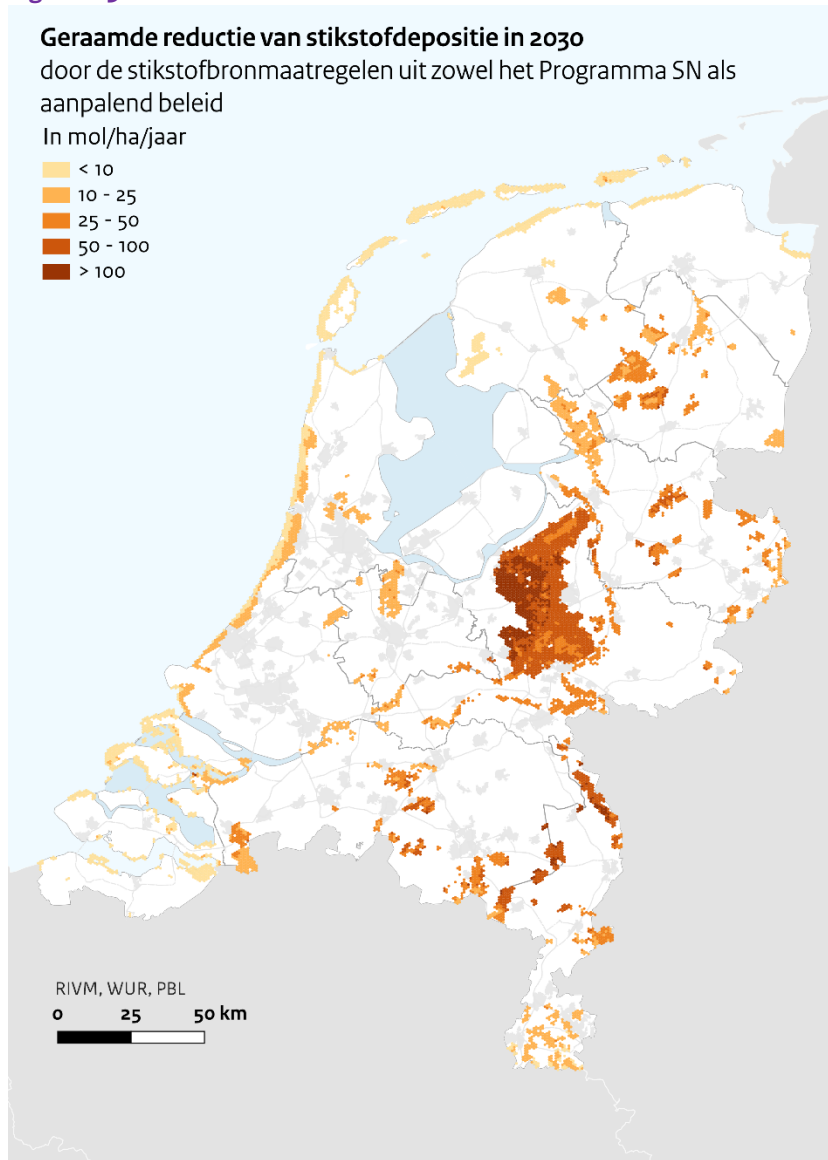 Geraamde reductie van stikstofdepositie in 2030
door de stikstofbronmaatregelen uit zowel het Programma SN als
aanpalend beleid
In mol/ha/jaar
< 10
10 - 25
25 - 50
50 - 100
> 100
RIVM, WUR, PBL
0 25 50 km